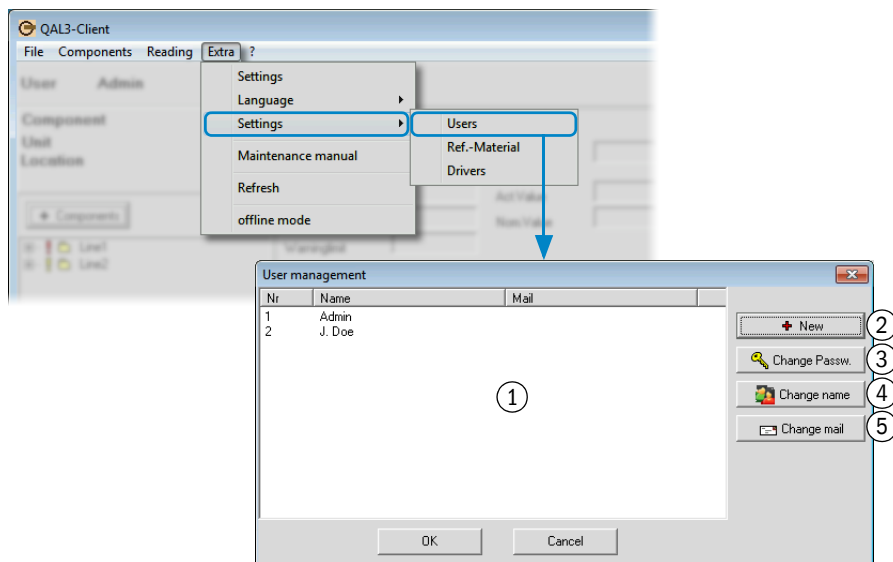 QAL3-Client
File Components Reading Extra ?
User Admin
Component
Unit
Location
+ Components
Line1
Line2
Settings
Language
Settings
Maintenance manual
Refresh
offline mode
Users
Ref.-Material
Drivers
Act Value
Nom Value
Warninglimit
User management
Nr Name Mail
1 Admin
2 J. Doe
1
New 2
Change Passw. 3
Change name 4
Change mail 5
OK Cancel